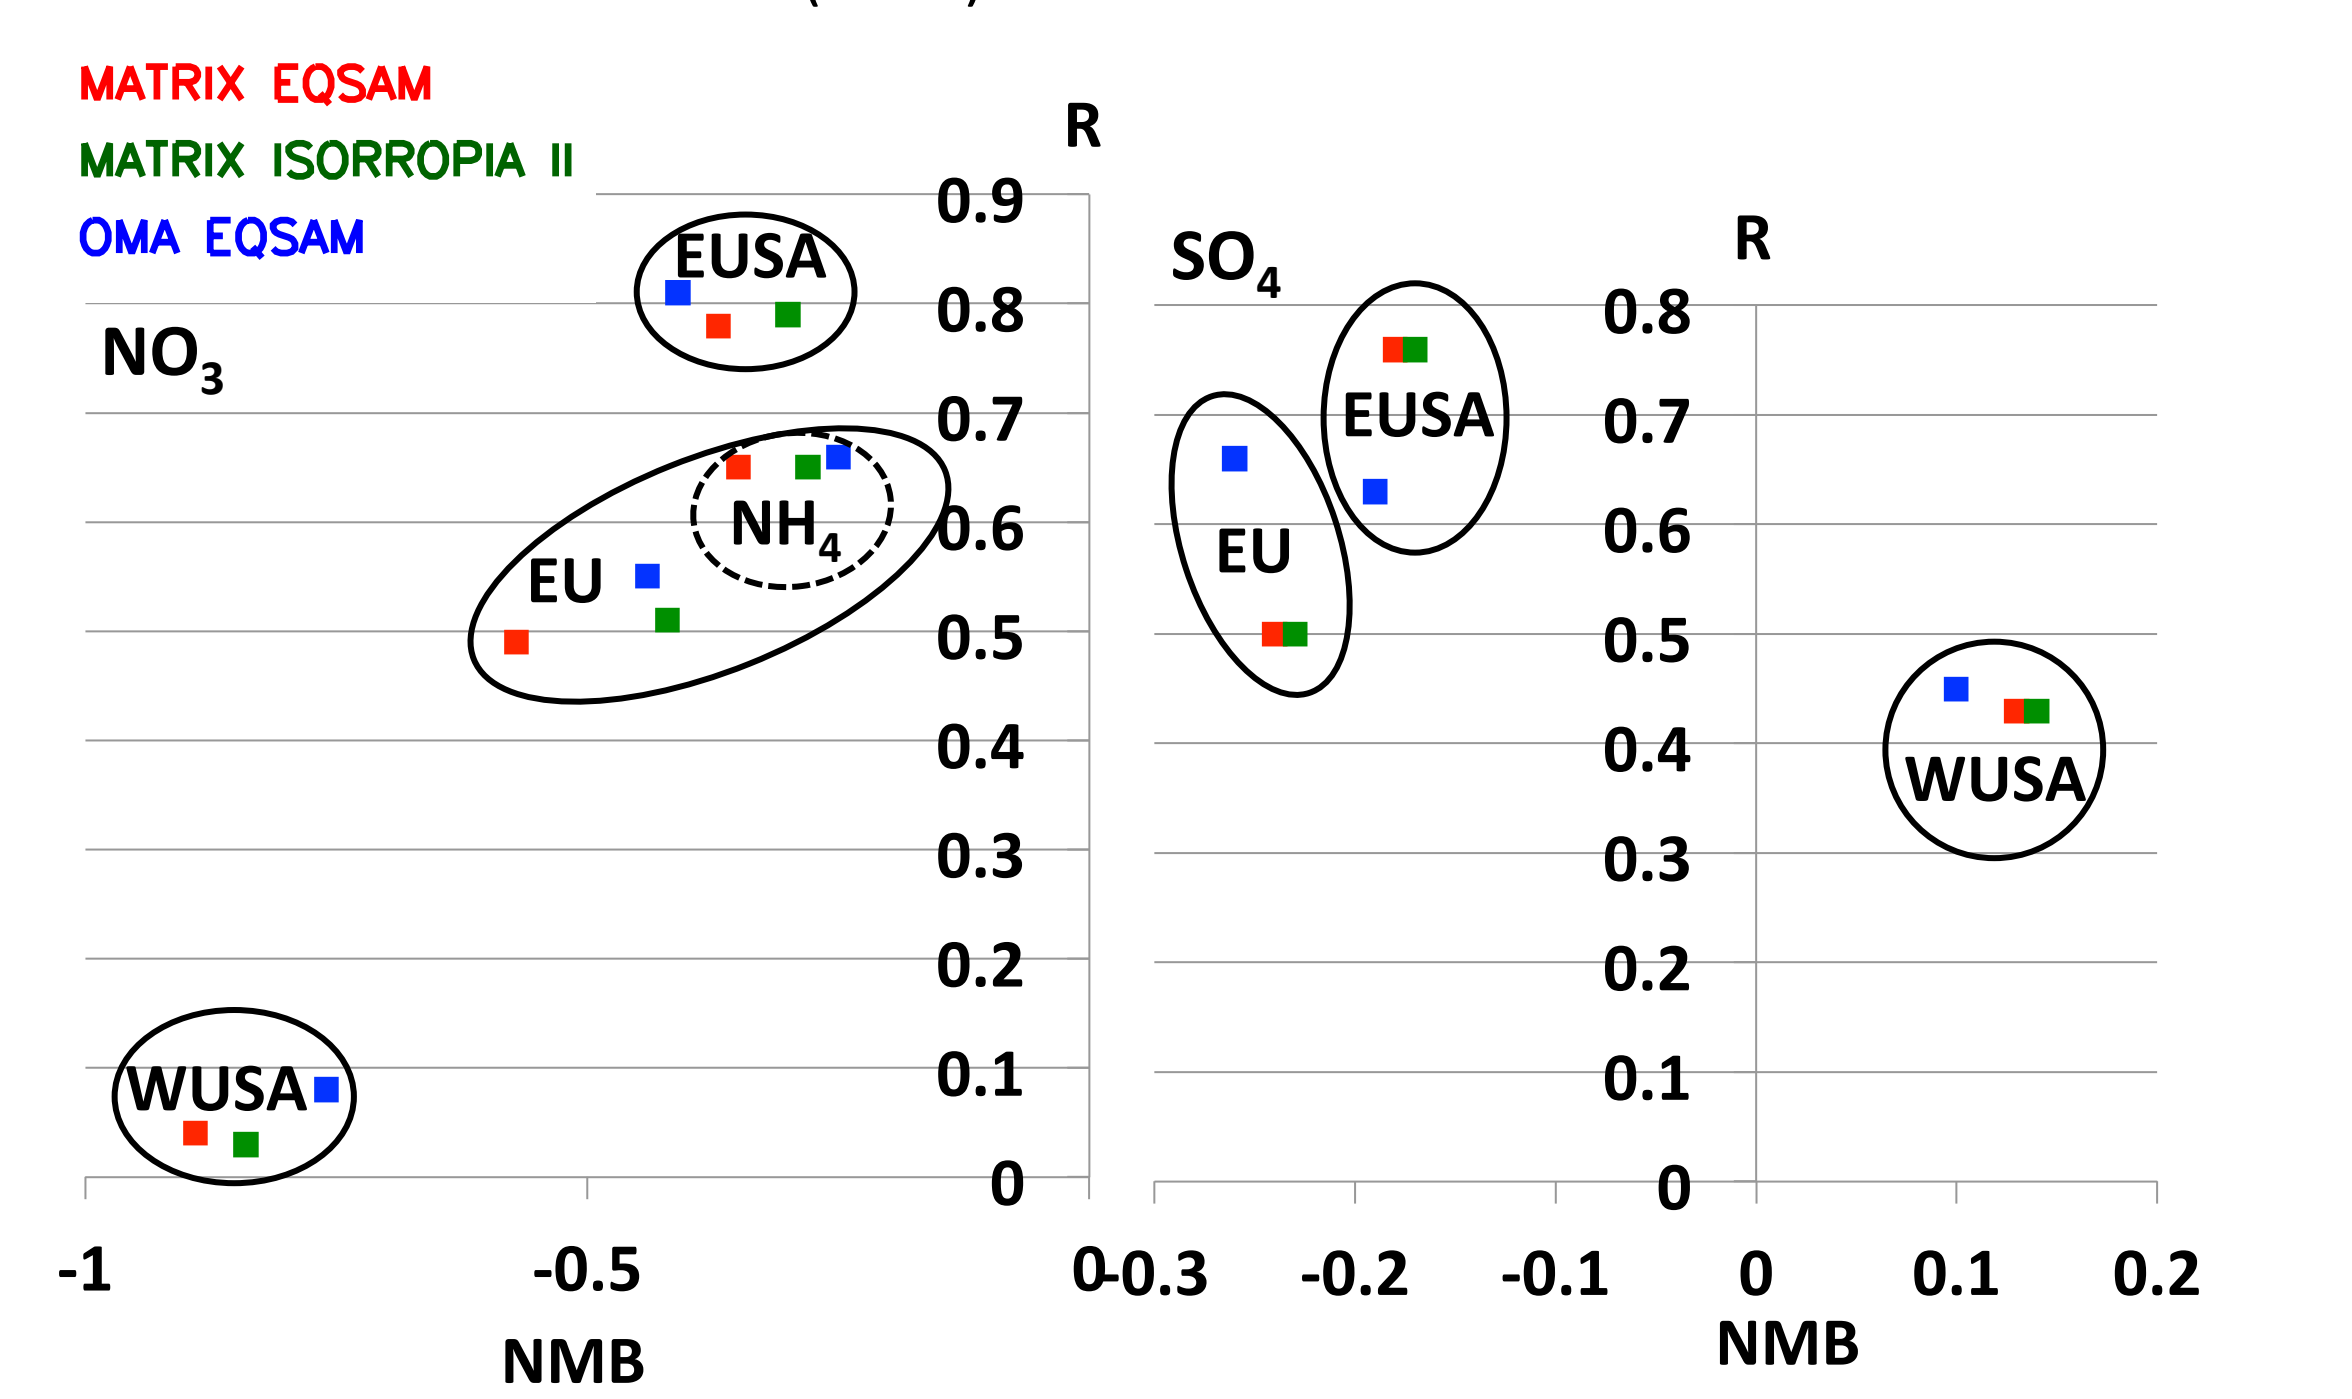 MATRIX EQSAM
MATRIX ISORROPIA II
OMA EQSAM
NO3
R
0.9
0.8
0.7
0.6
0.5
0.4
0.3
0.2
0.1
0
EUSA
NH4
EU
WUSA
-1 -0.5 0
NMB
SO4
R
0.8
0.7
0.6
0.5
0.4
0.3
0.2
0.1
0
EUSA
EU
WUSA
-0.3 -0.2 -0.1 0 0.1 0.2
NMB